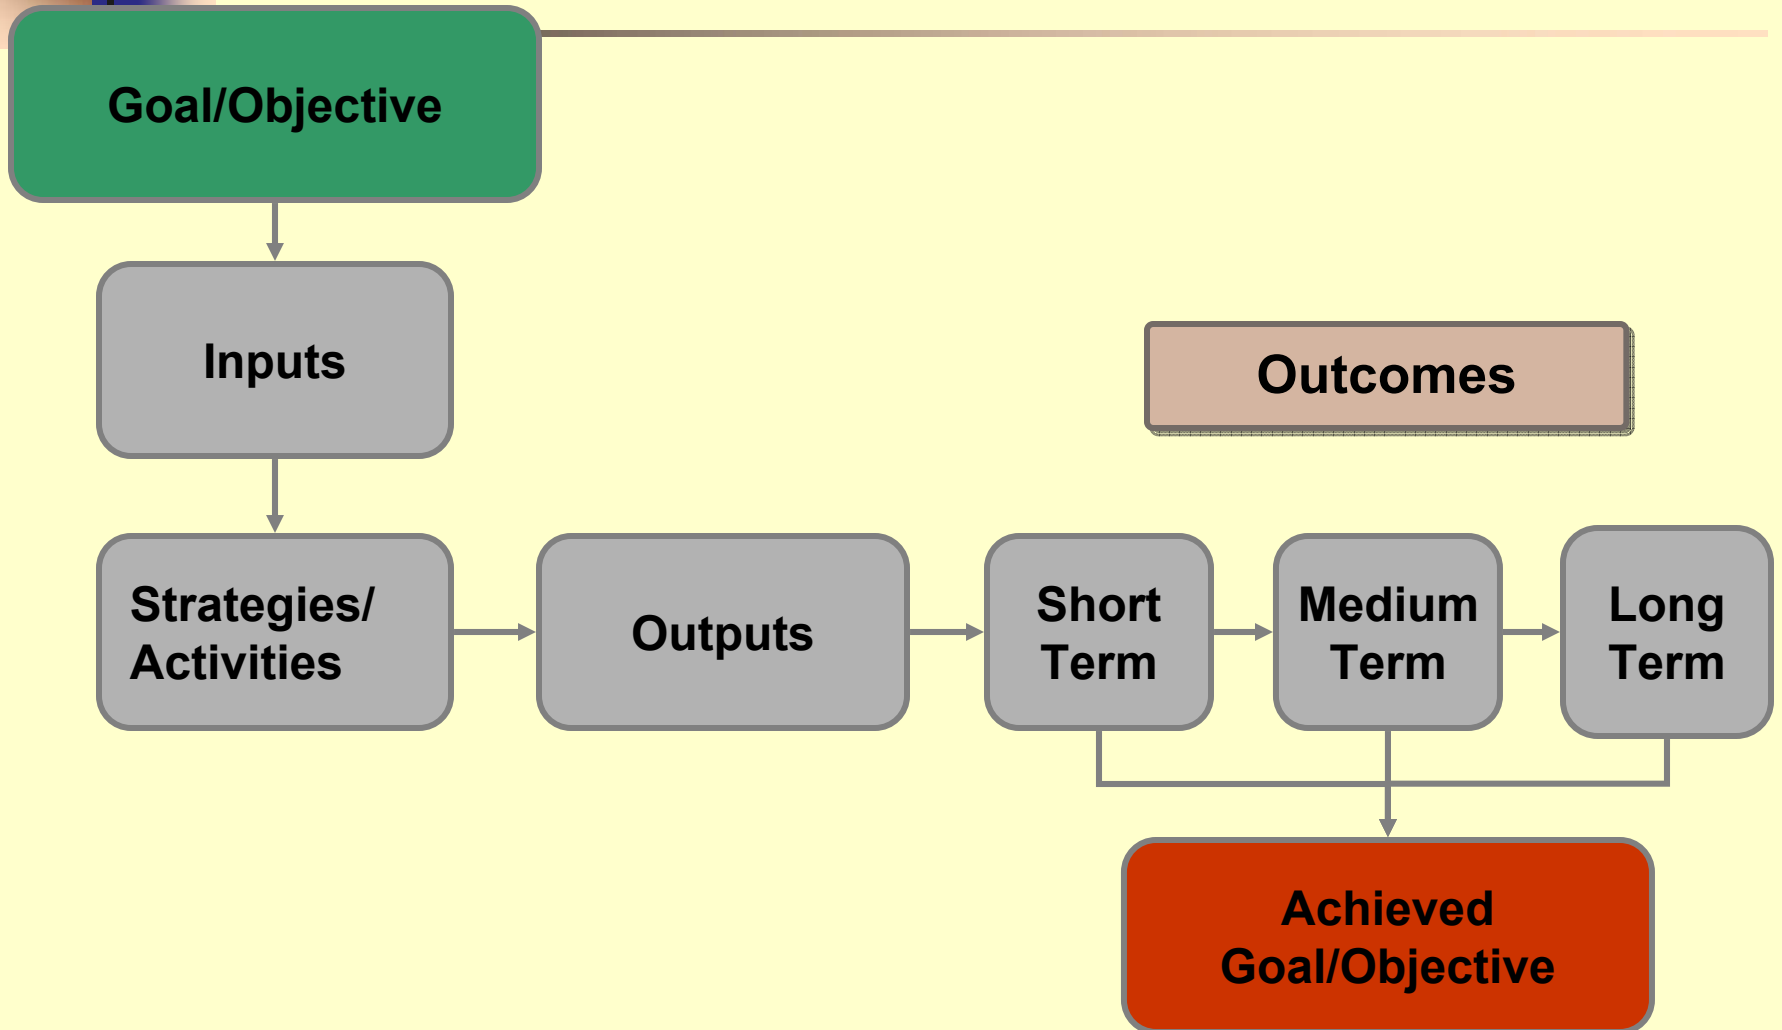 Goal/Objective
Inputs
Outcomes
Strategies/
Activities
Outputs
Short
Term
Medium
Term
Long
Term
Achieved
Goal/Objective